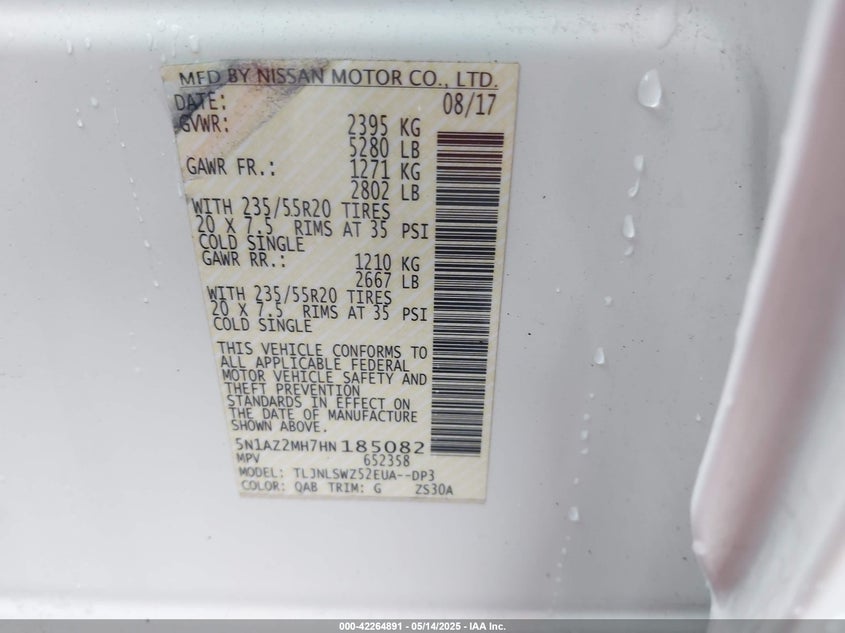 MFD BY NISSAN MOTOR CO., LTD.
DATE: 08/17
GVWR: 2395 KG
5280 LB
GAWR FR.: 1271 KG
2802 LB
WITH 235/55R20 TIRES
20 X 7.5 RIMS AT 35 PSI
COLD SINGLE
GAWR RR.: 1210 KG
2667 LB
WITH 235/55R20 TIRES
20 X 7.5 RIMS AT 35 PSI
COLD SINGLE
THIS VEHICLE CONFORMS TO
ALL APPLICABLE FEDERAL
MOTOR VEHICLE SAFETY AND
THEFT PREVENTION
STANDARDS IN EFFECT ON
THE DATE OF MANUFACTURE
SHOWN ABOVE.
5N1AZ2MH7HN185082
MPV 652358
MODEL: TLJNLSWZ52EUA--DP3
COLOR: QAB TRIM: G ZS30A
000-42264891 - 05/14/2025 - IAA Inc.